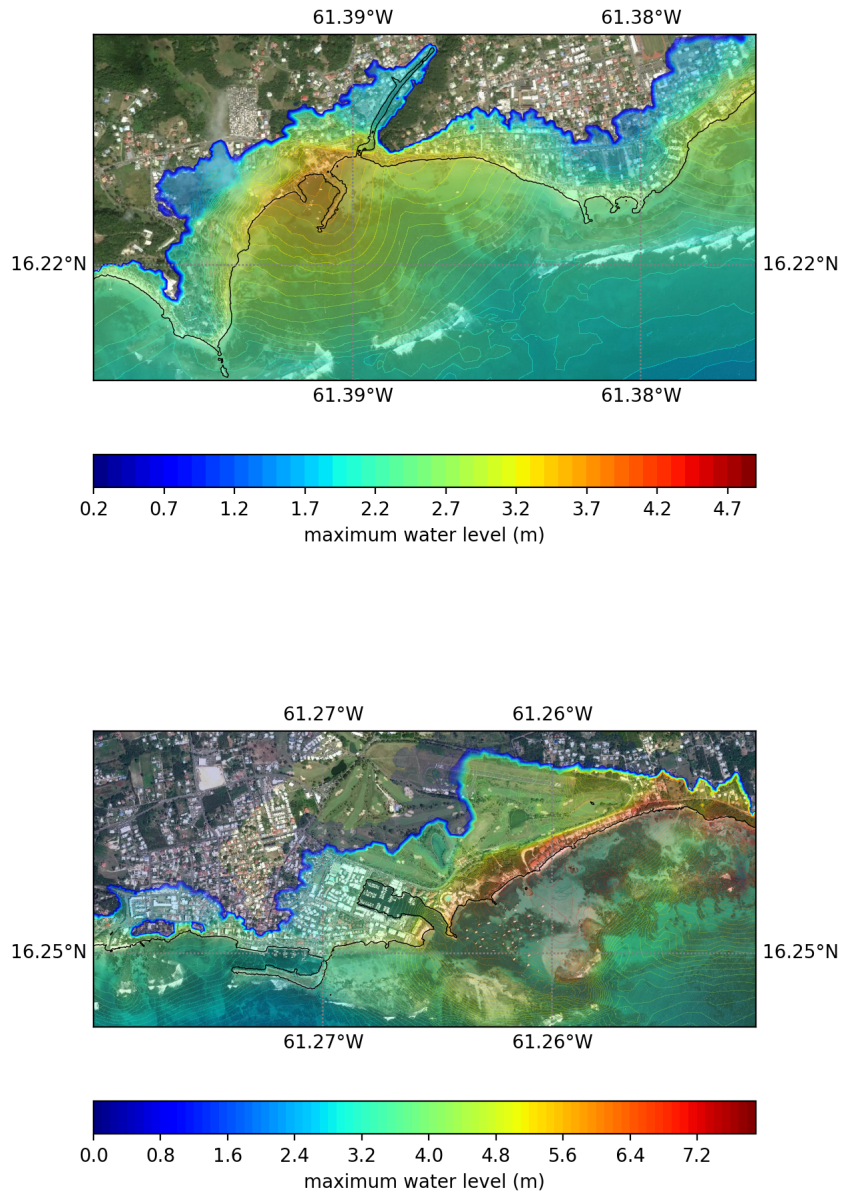 61.39°W 61.38°W
16.22°N 16.22°N
61.39°W 61.38°W
0.2 0.7 1.2 1.7 2.2 2.7 3.2 3.7 4.2 4.7
maximum water level (m)
61.27°W 61.26°W
16.25°N 16.25°N
61.27°W 61.26°W
0.0 0.8 1.6 2.4 3.2 4.0 4.8 5.6 6.4 7.2
maximum water level (m)